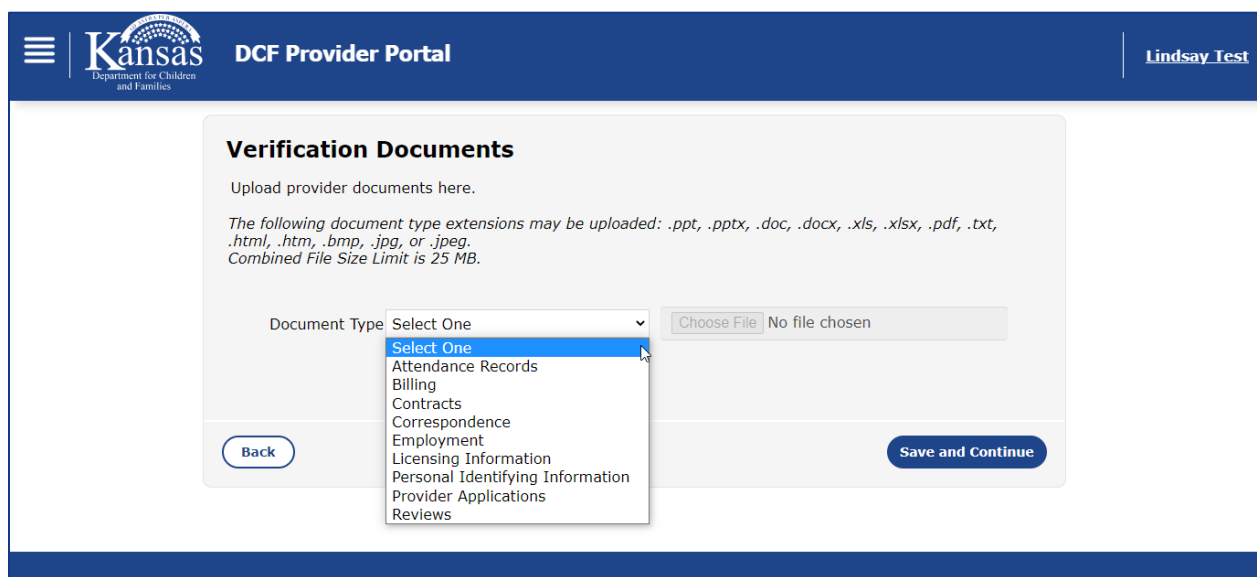 Kansas
Department for Children
and Families
DCF Provider Portal
Lindsay Test
Verification Documents
Upload provider documents here.
The following document type extensions may be uploaded: .ppt, .pptx, .doc, .docx, .xls, .xlsx, .pdf, .txt,
.html, .htm, .bmp, .jpg, or .jpeg.
Combined File Size Limit is 25 MB.
Document Type Select One Choose File No file chosen
Select One
Attendance Records
Billing
Contracts
Correspondence
Employment
Licensing Information
Personal Identifying Information
Provider Applications
Reviews
Back
Save and Continue